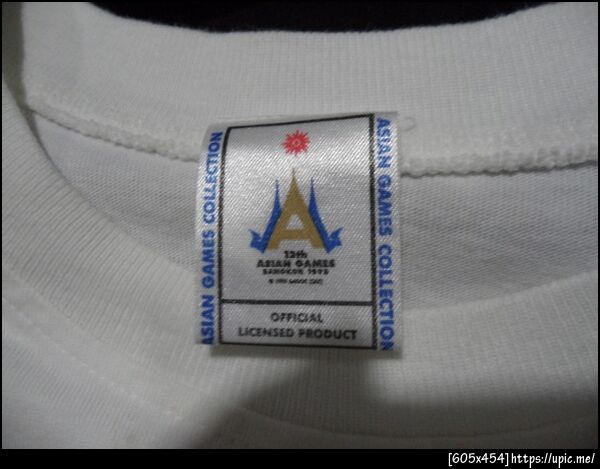 ASIAN GAMES COLLECTION
13th
ASIAN GAMES
BANGKOK 1998
OFFICIAL
LICENSED PRODUCT
ASIAN GAMES COLLECTION
[605x454]https://upic.me/